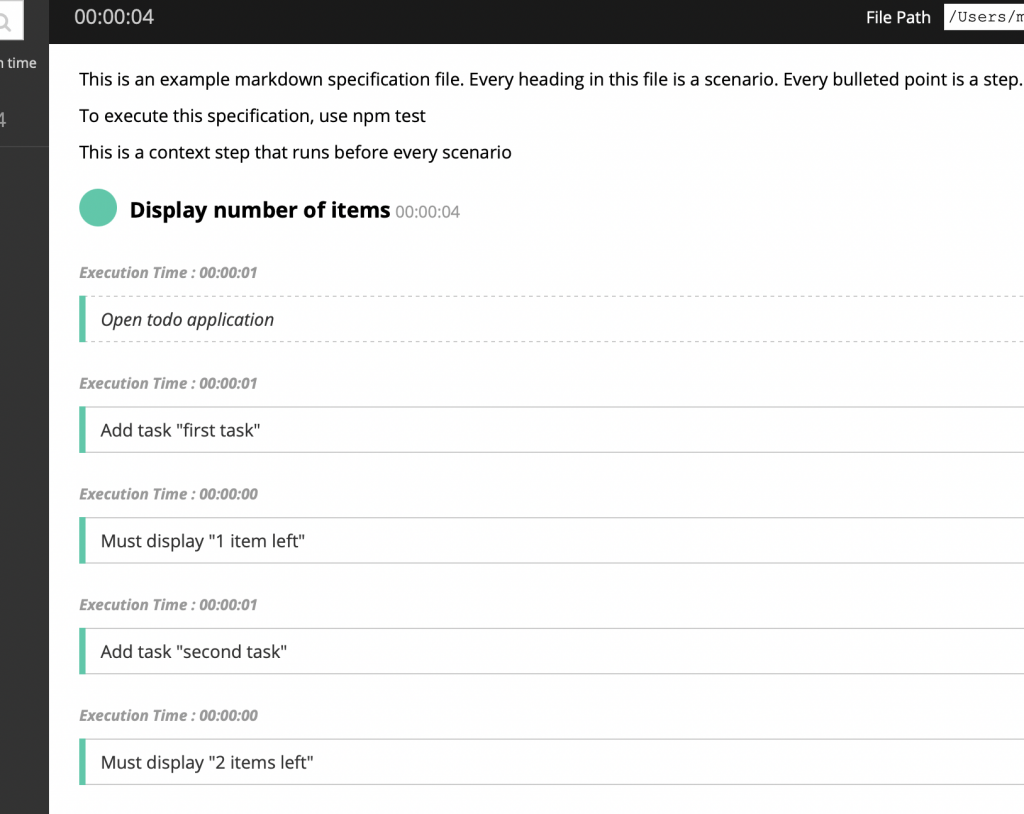 00:00:04
File Path /Users/
time
4
This is an example markdown specification file. Every heading in this file is a scenario. Every bulleted point is a step.
To execute this specification, use npm test
This is a context step that runs before every scenario
Display number of items 00:00:04
Execution Time : 00:00:01
Open todo application
Execution Time : 00:00:01
Add task "first task"
Execution Time : 00:00:00
Must display "1 item left"
Execution Time : 00:00:01
Add task "second task"
Execution Time : 00:00:00
Must display "2 items left"